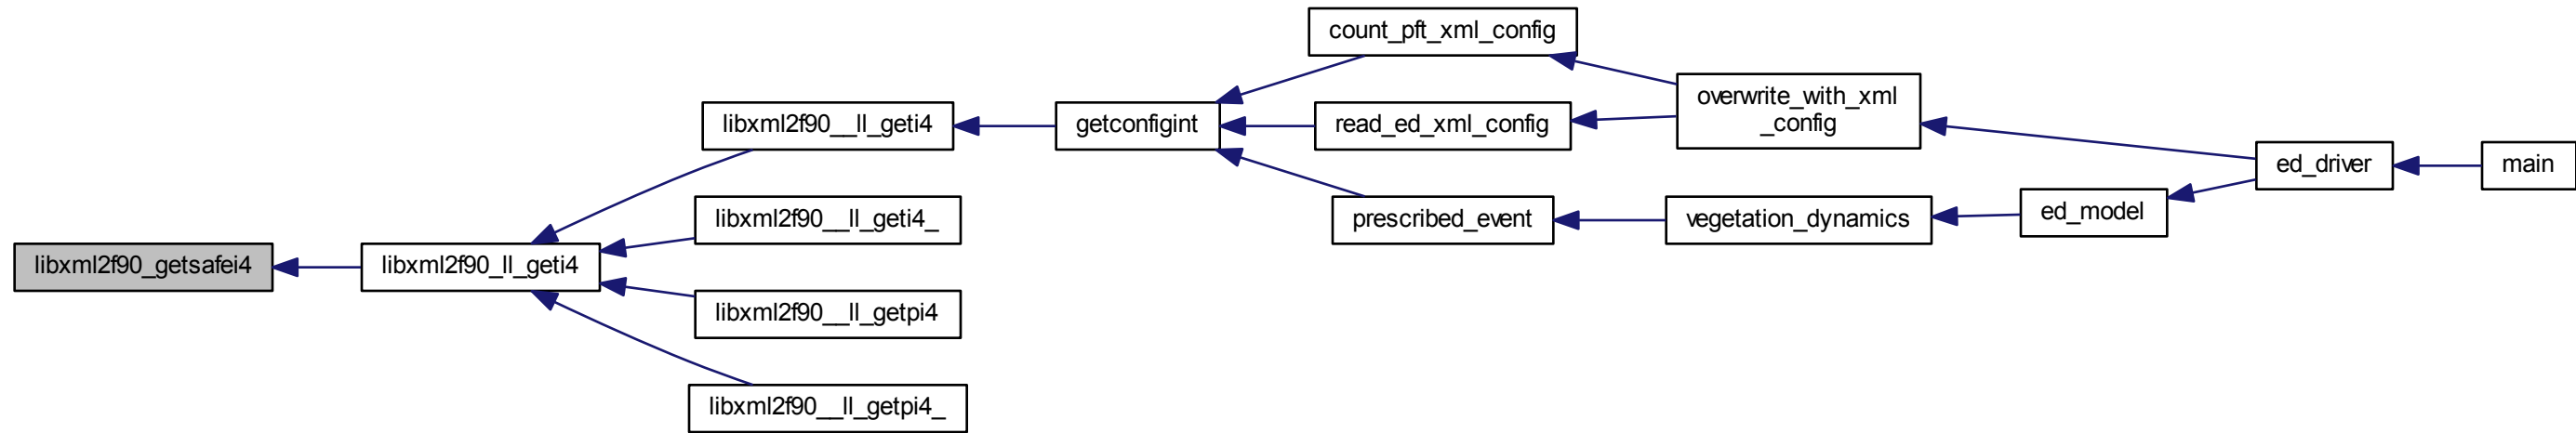 count_pft_xml_config
overwrite_with_xml
_config
libxml2f90__ll_geti4
getconfigint
read_ed_xml_config
ed_driver
main
libxml2f90__ll_geti4_
prescribed_event
vegetation_dynamics
ed_model
libxml2f90_getsafei4
libxml2f90_ll_geti4
libxml2f90__ll_getpi4
libxml2f90__ll_getpi4_